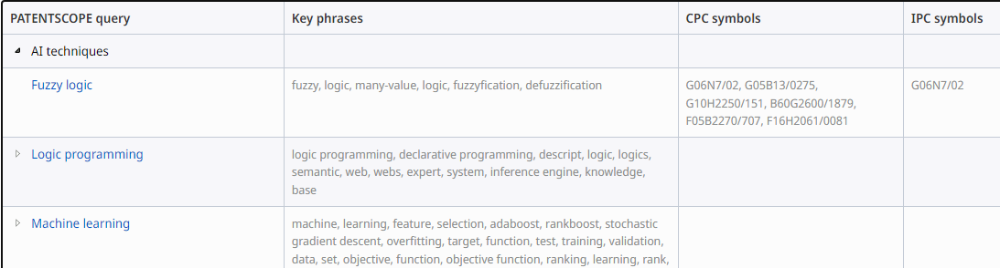 PATENTSCOPE query Key phrases CPC symbols IPC symbols
AI techniques
Fuzzy logic
fuzzy, logic, many-value, logic, fuzzyfication, defuzzification
G06N7/02, G05B13/0275,
G10H2250/151, B60G2600/1879,
F05B2270/707, F16H2061/0081
G06N7/02
Logic programming
logic programming, declarative programming, descript, logic, logics,
semantic, web, webs, expert, system, inference engine, knowledge,
base
Machine learning
machine, learning, feature, selection, adaboost, rankboost, stochastic
gradient descent, overfitting, target, function, test, training, validation,
data, set, objective, function, objective function, ranking, learning, rank,